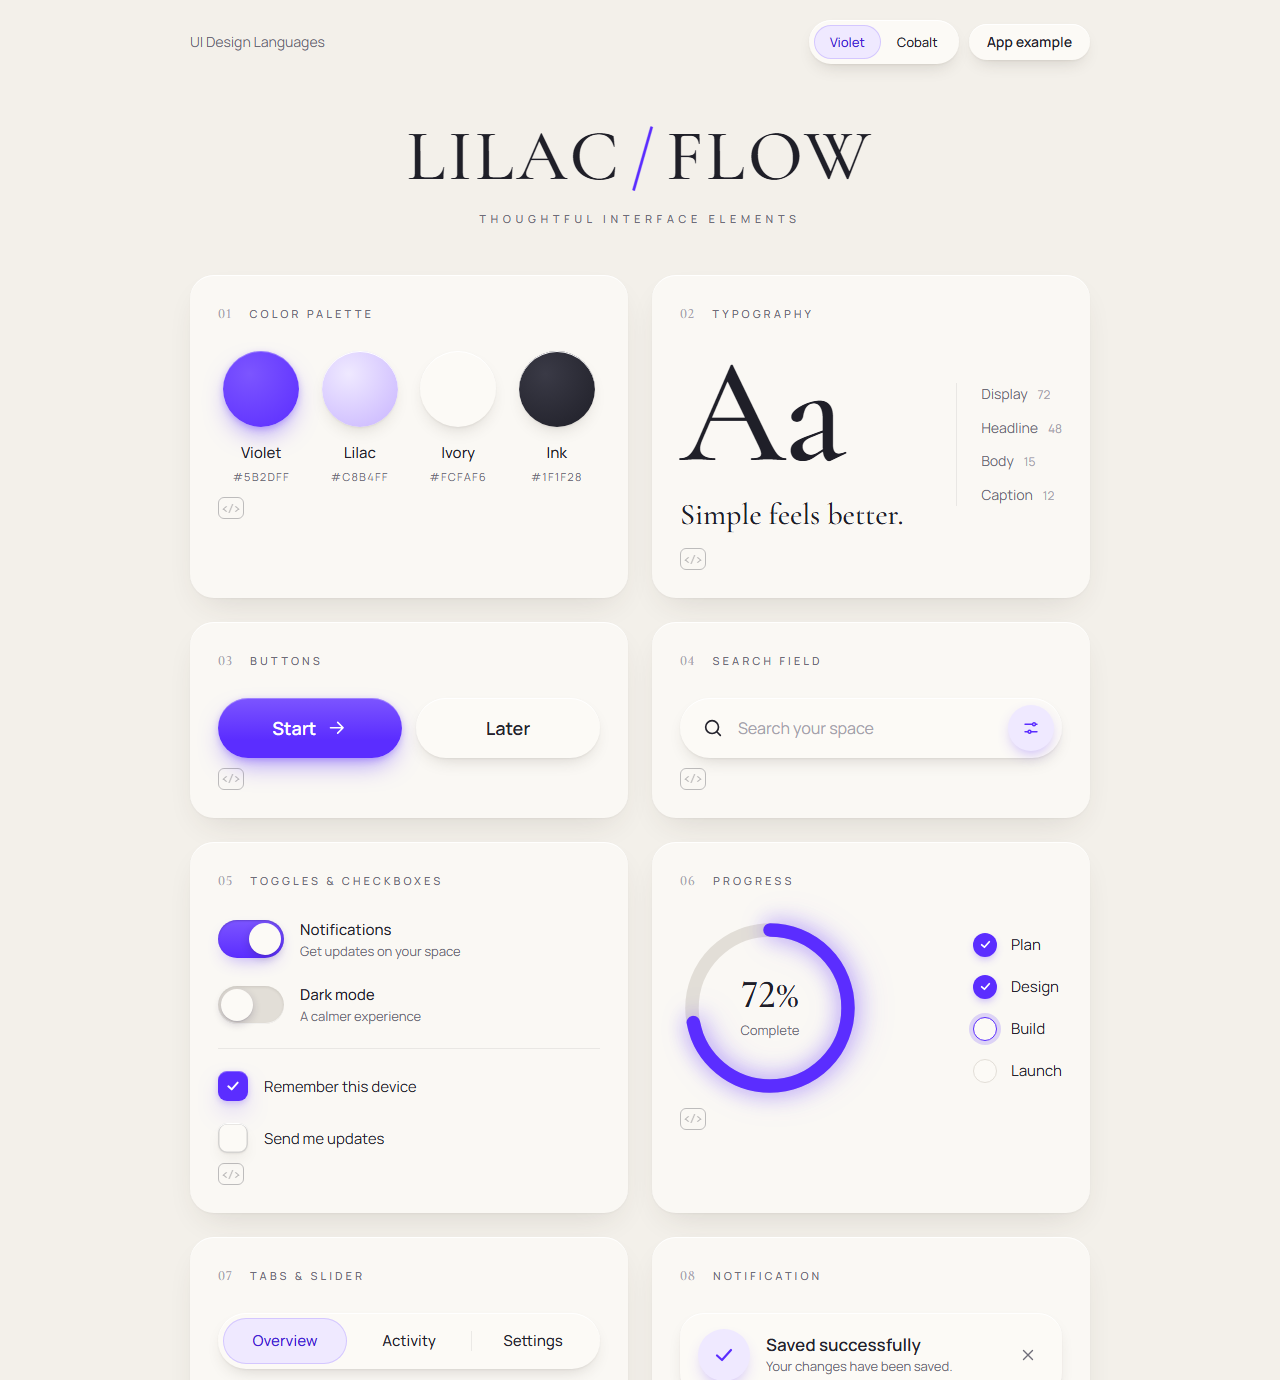 UI Design Languages
Violet
Cobalt
App example
LILAC / FLOW
THOUGHTFUL INTERFACE ELEMENTS
01 COLOR PALETTE
Violet
#5B2DFF
Lilac
#C8B4FF
Ivory
#FCFAF6
Ink
#1F1F28
</>
02 TYPOGRAPHY
Aa
Simple feels better.
Display 72
Headline 48
Body 15
Caption 12
</>
03 BUTTONS
Start →
Later
</>
04 SEARCH FIELD
Search your space
</>
05 TOGGLES & CHECKBOXES
Notifications
Get updates on your space
Dark mode
A calmer experience
Remember this device
Send me updates
</>
06 PROGRESS
72%
Complete
Plan
Design
Build
Launch
</>
07 TABS & SLIDER
Overview
Activity
Settings
08 NOTIFICATION
Saved successfully
Your changes have been saved.